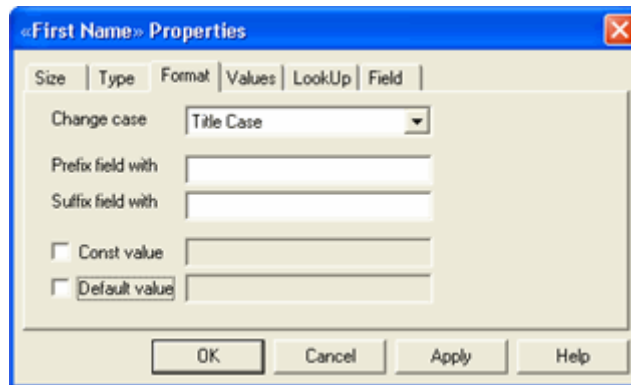 «First Name» Properties
Size Type Format Values LookUp Field
Change case Title Case
Prefix field with
Suffix field with
Const value
Default value
OK Cancel Apply Help